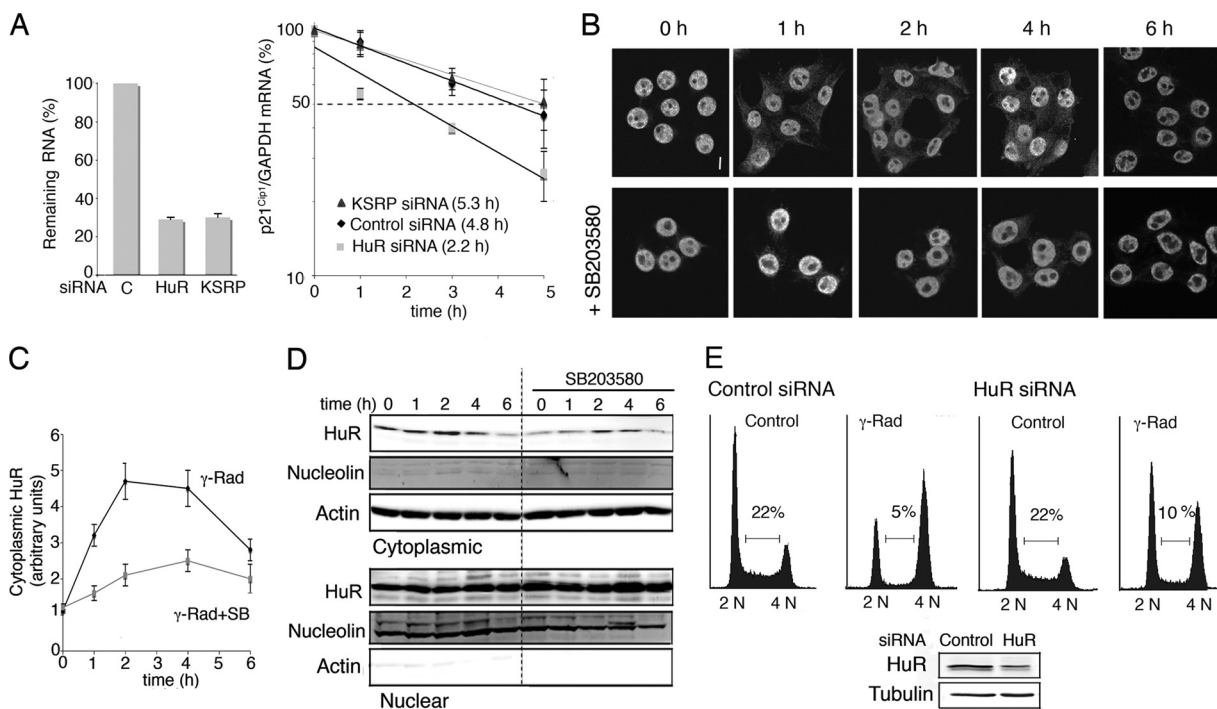 A
Remaining RNA (%)
100
80
60
40
20
0
siRNA C HuR KSRP
p21Cip1/GAPDH mRNA (%)
100
50
10
KSRP siRNA (5.3 h)
Control siRNA (4.8 h)
HuR siRNA (2.2 h)
0 1 2 3 4 5
time (h)
B
0 h 1 h 2 h 4 h 6 h
+ SB203580
C
Cytoplasmic HuR
(arbitrary units)
6
5
4
3
2
1
0
γ-Rad
γ-Rad+SB
0 1 2 4 6
time (h)
D
SB203580
time (h) 0 1 2 4 6 0 1 2 4 6
HuR
Nucleolin
Actin
Cytoplasmic
HuR
Nucleolin
Actin
Nuclear
E
Control siRNA HuR siRNA
Control γ-Rad Control γ-Rad
22% 5% 22% 10 %
2 N 4 N 2 N 4 N 2 N 4 N 2 N 4 N
siRNA Control HuR
HuR
Tubulin